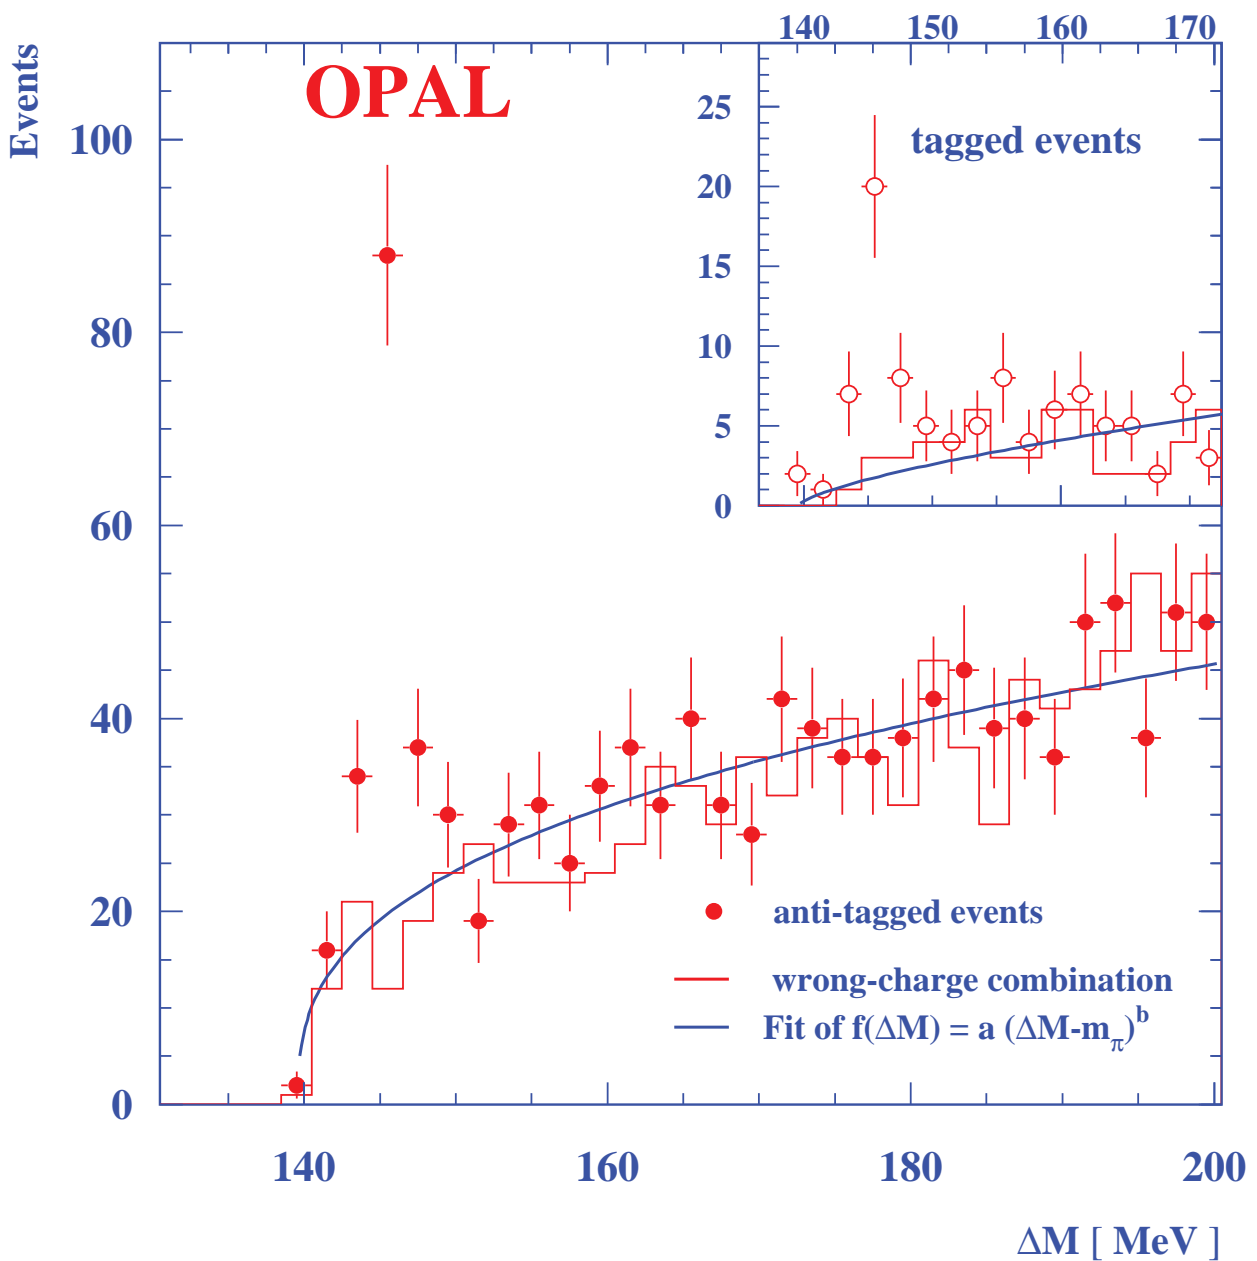 140 150 160 170
Events
OPAL
100
80
60
40
20
0
25
20
15
10
5
0
tagged events
anti-tagged events
wrong-charge combination
Fit of f(ΔM) = a (ΔM-mπ)b
140 160 180 200
ΔM [ MeV ]